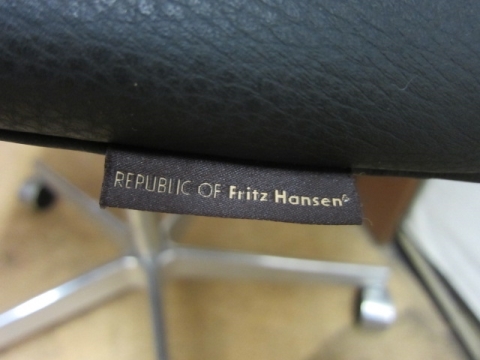 REPUBLIC OF Fritz Hansen®